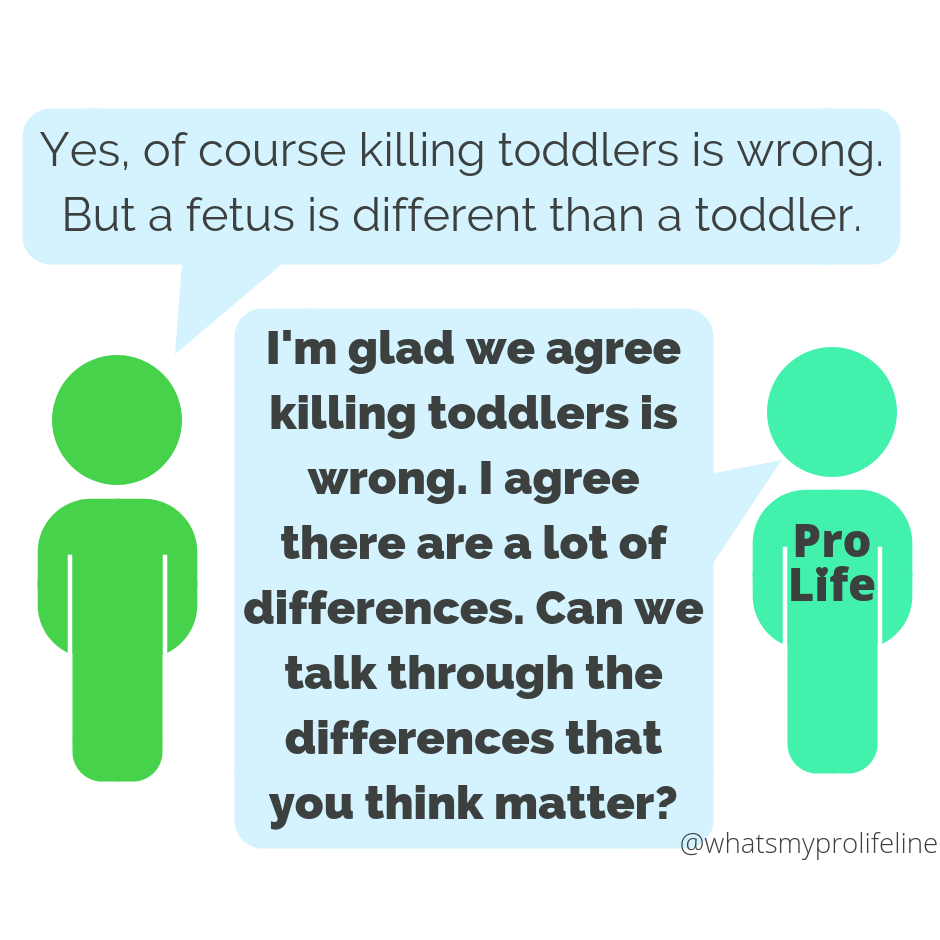 Yes, of course killing toddlers is wrong.
But a fetus is different than a toddler.
I'm glad we agree
killing toddlers is
wrong. I agree
there are a lot of
differences. Can we
talk through the
differences that
you think matter?
Pro
Life
@whatsmyprolifeline